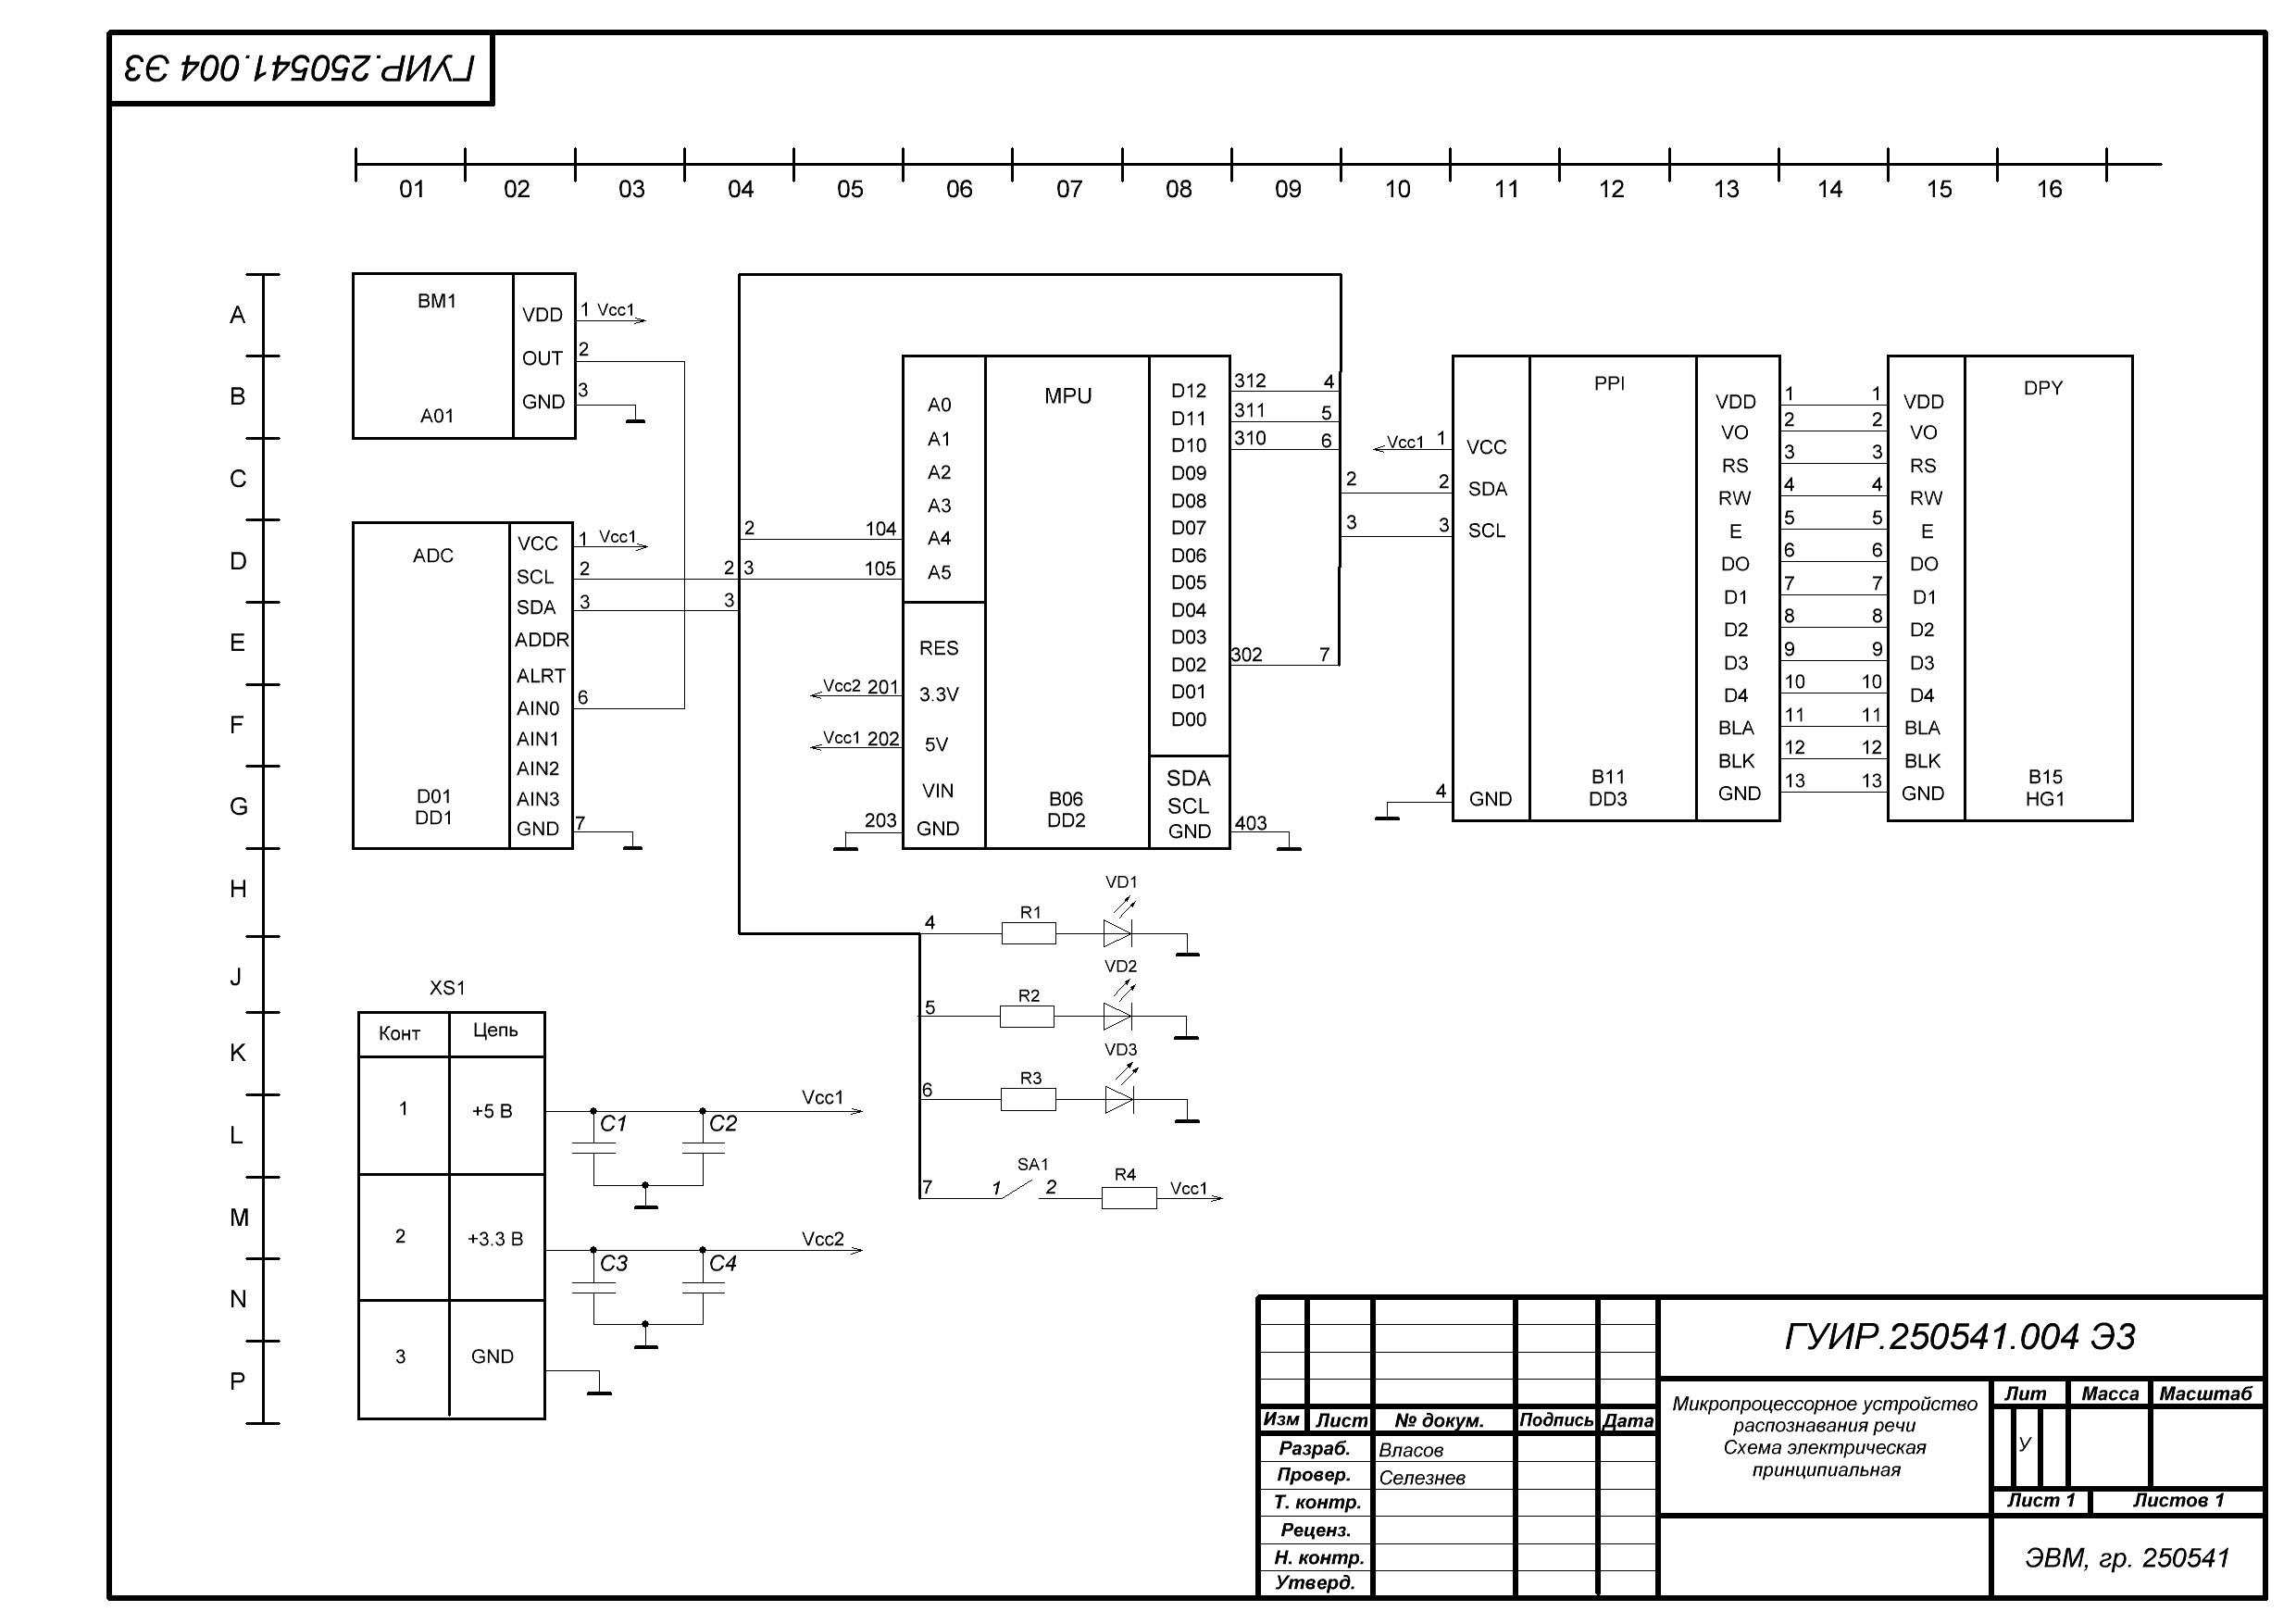 ГУИР.250541.004 Э3
01 02 03 04 05 06 07 08 09 10 11 12 13 14 15 16
A
B
C
D
E
F
G
H
J
K
L
M
N
P
BM1
A01
VDD 1 Vcc1
OUT 2
GND 3
ADC
D01
DD1
VCC 1 Vcc1
SCL 2 2
SDA 3 3
ADDR
ALRT
AIN0 6
AIN1
AIN2
AIN3
GND 7
MPU
B06
DD2
A0
A1
A2
A3
2 104 A4
3 105 A5
RES
Vcc2 201 3.3V
Vcc1 202 5V
VIN
203 GND
D12 312 4
D11 311 5
D10 310 6
D09
D08
D07
D06
D05
D04
D03
D02 302 7
D01
D00
SDA
SCL
GND 403
PPI
B11
DD3
Vcc1 1 VCC
2 2 SDA
3 3 SCL
4 GND
VDD 1 1 VDD
VO 2 2 VO
RS 3 3 RS
RW 4 4 RW
E 5 5 E
DO 6 6 DO
D1 7 7 D1
D2 8 8 D2
D3 9 9 D3
D4 10 10 D4
BLA 11 11 BLA
BLK 12 12 BLK
GND 13 13 GND
DPY
B15
HG1
4 R1 VD1
5 R2 VD2
6 R3 VD3
7 1 SA1 2 R4 Vcc1
XS1
Конт Цепь
1 +5 В Vcc1
C1 C2
2 +3.3 В Vcc2
C3 C4
3 GND
ГУИР.250541.004 Э3
Микропроцессорное устройство
распознавания речи
Схема электрическая
принципиальная
Лит Масса Масштаб
У
Лист 1 Листов 1
ЭВМ, гр. 250541
Изм Лист № докум. Подпись Дата
Разраб. Власов
Провер. Селезнев
Т. контр.
Реценз.
Н. контр.
Утверд.